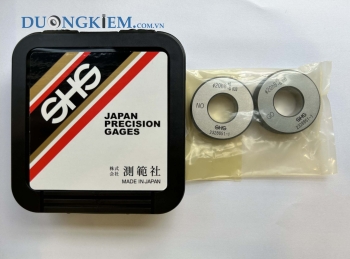 DUONGKIEM.com.vn
SHS
JAPAN
PRECISION
GAGES
株式
会社 測範社
MADE IN JAPAN
NO
SHS
GO
SHS